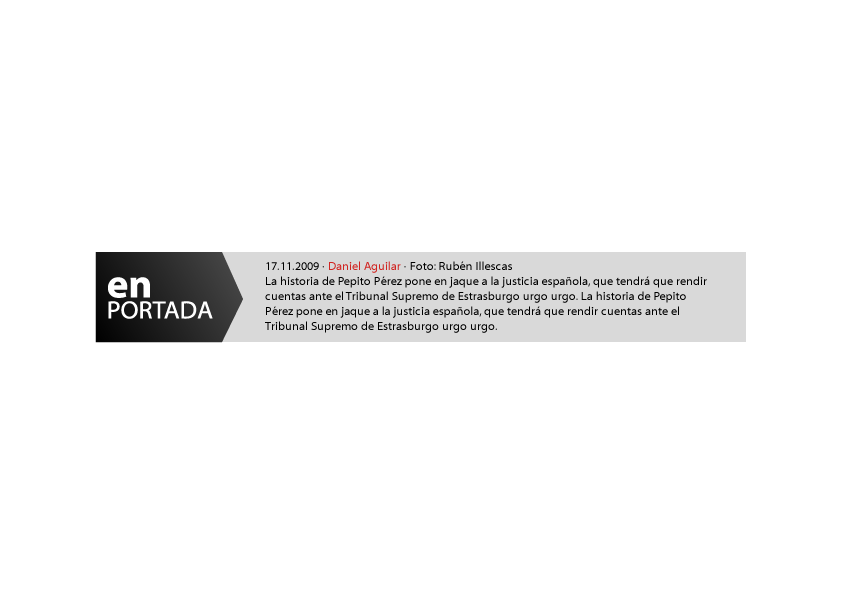 en
PORTADA
17.11.2009 · Daniel Aguilar · Foto: Rubén Illescas
La historia de Pepito Pérez pone en jaque a la justicia española, que tendrá que rendir
cuentas ante el Tribunal Supremo de Estrasburgo urgo urgo. La historia de Pepito
Pérez pone en jaque a la justicia española, que tendrá que rendir cuentas ante el
Tribunal Supremo de Estrasburgo urgo urgo.